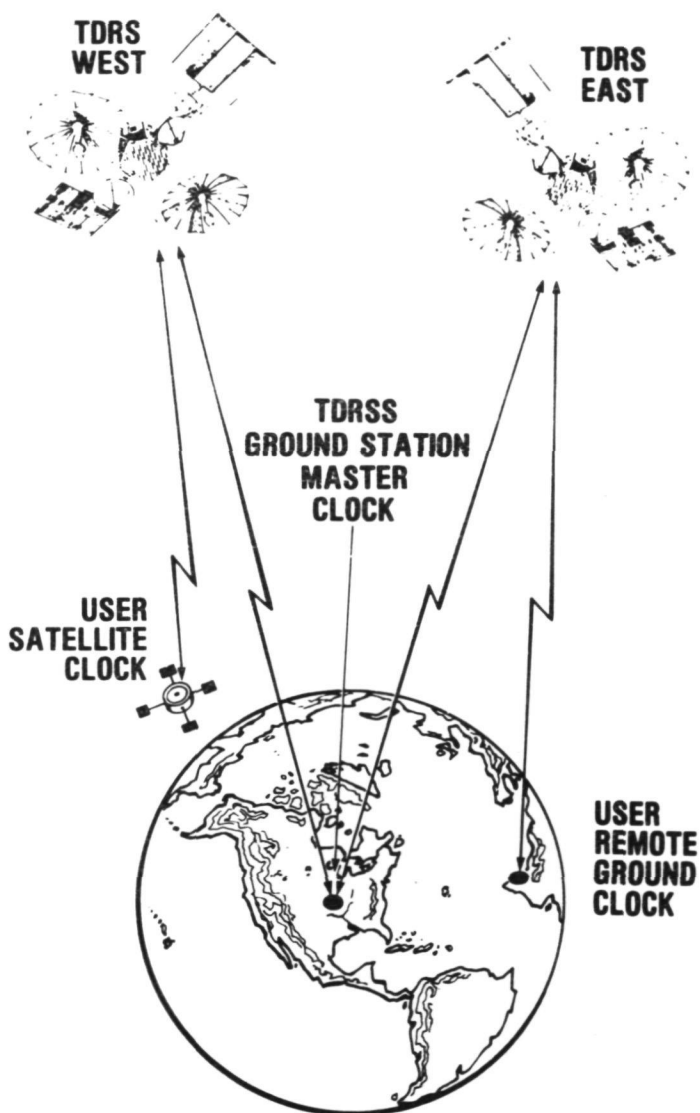 TDRS
WEST
TDRS
EAST
TDRSS
GROUND STATION
MASTER
CLOCK
USER
SATELLITE
CLOCK
USER
REMOTE
GROUND
CLOCK